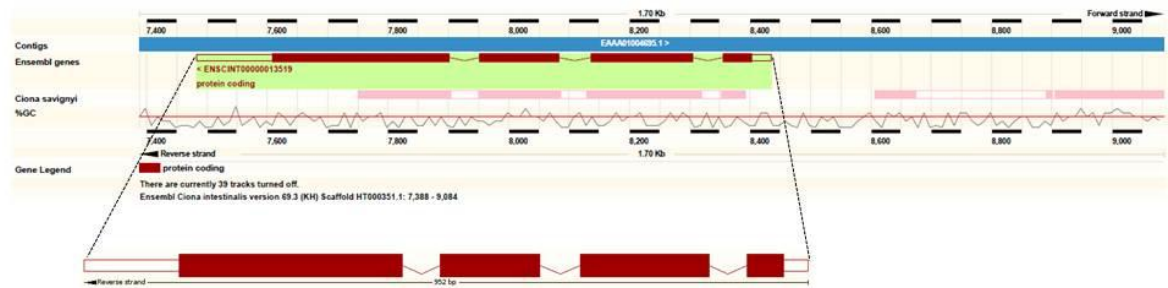 1.70 Kb Forward strand
7,400 7,600 7,800 8,000 8,200 8,400 8,600 8,800 9,000
Contigs EAAA01004695.1 >
Ensembl genes
< ENSCINT00000013519
protein coding
Ciona savignyi
%GC
7,400 7,600 7,800 8,000 8,200 8,400 8,600 8,800 9,000
Reverse strand 1.70 Kb
Gene Legend protein coding
There are currently 39 tracks turned off.
Ensembl Ciona intestinalis version 69.3 (KH) Scaffold HT000351.1: 7,388 - 9,084
Reverse strand 952 bp